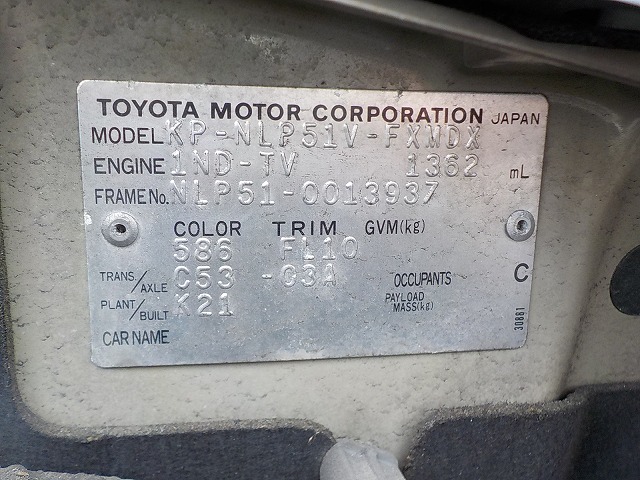 TOYOTA MOTOR CORPORATION JAPAN
MODEL KP-NLP51V-FXMDX
ENGINE 1ND-TV 1362 mL
FRAME No. NLP51-0013937
COLOR TRIM GVM(kg)
586 FL10
TRANS./AXLE C53 -03A OCCUPANTS C
PLANT/BUILT K21 PAYLOAD MASS(kg)
CAR NAME
30881